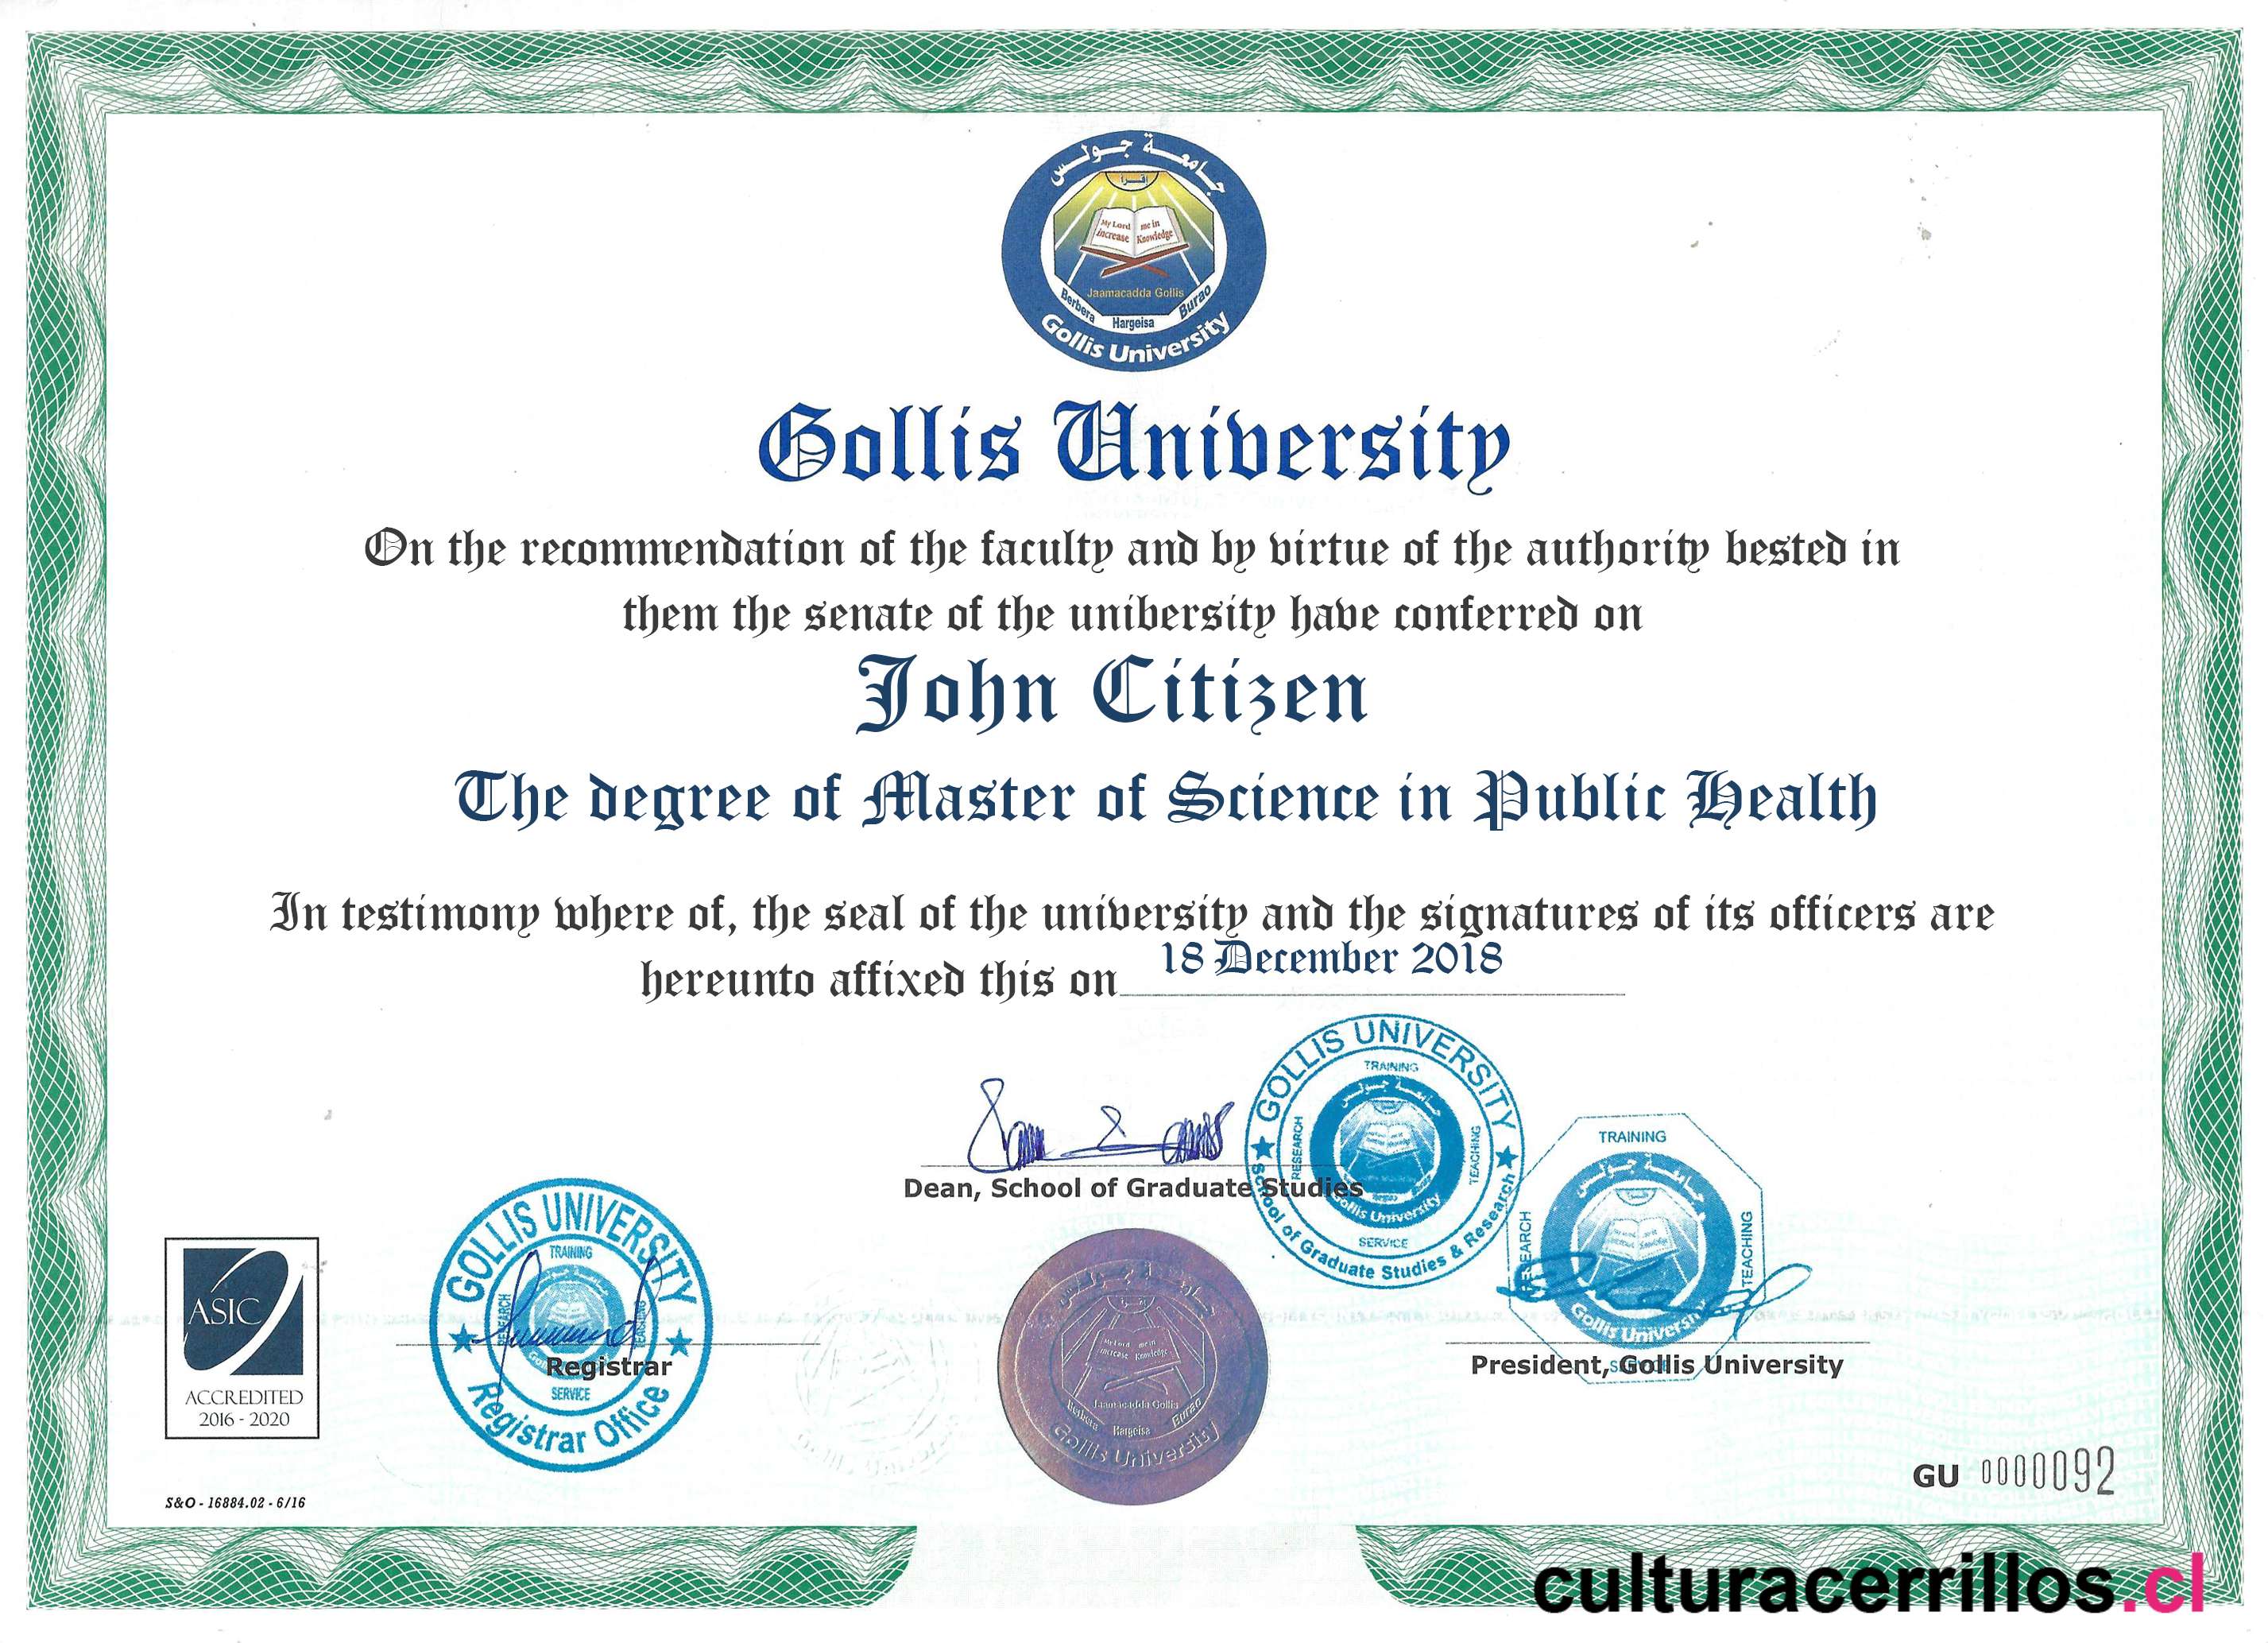 جامعة جولس
إقرأ
My Lord me in
increase Knowledge
Jaamacadda Gollis
Berbera Hargeisa Burao
Gollis University
Gollis University
On the recommendation of the faculty and by virtue of the authority bested in
them the senate of the unibersity have conferred on
John Citizen
The degree of Master of Science in Public Health
In testimony where of, the seal of the university and the signatures of its officers are
hereunto affixed this on 18 December 2018
GOLLIS UNIVERSITY
TRAINING
RESEARCH
TEACHING
جامعة جولس
Gollis University
SERVICE
School of Graduate Studies & Research
Dean, School of Graduate Studies
TRAINING
RESEARCH
TEACHING
جامعة جولس
Gollis University
SERVICE
President, Gollis University
GOLLIS UNIVERSITY
TRAINING
RESEARCH
TEACHING
SERVICE
Registrar Office
Registrar
جامعة جولس
My Lord me in
increase Knowledge
Jaamacadda Gollis
Berbera Hargeisa Burao
Gollis University
ASIC
ACCREDITED
2016 - 2020
S&O - 16884.02 - 6/16
GU 0000092
culturacerrillos.cl